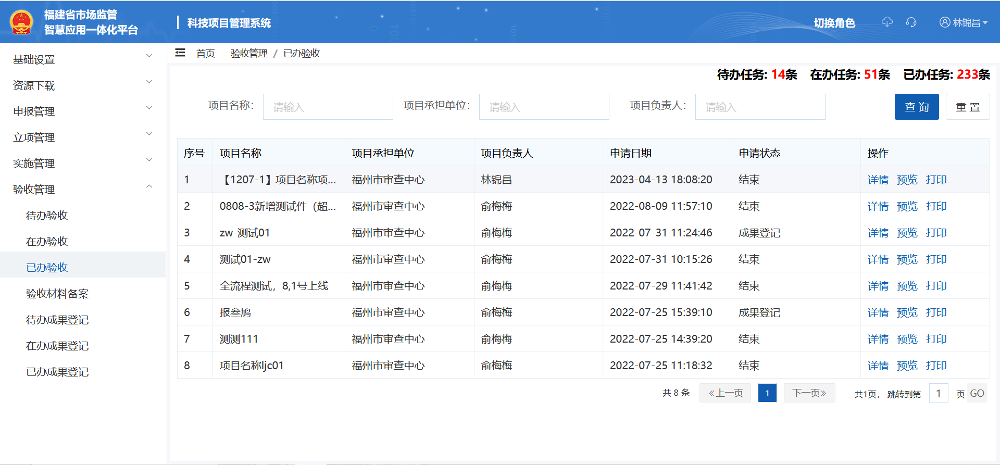 福建省市场监管
智慧应用一体化平台
科技项目管理系统
切换角色
林锦昌
基础设置
资源下载
申报管理
立项管理
实施管理
验收管理
待办验收
在办验收
已办验收
验收材料备案
待办成果登记
在办成果登记
已办成果登记
首页 验收管理 / 已办验收
待办任务: 14条 在办任务: 51条 已办任务: 233条
项目名称： 请输入 项目承担单位： 请输入 项目负责人： 请输入 查 询 重 置
序号 项目名称 项目承担单位 项目负责人 申请日期 申请状态 操作
1 【1207-1】项目名称项... 福州市审查中心 林锦昌 2023-04-13 18:08:20 结束 详情 预览 打印
2 0808-3新增测试件（超... 福州市审查中心 俞梅梅 2022-08-09 11:57:10 结束 详情 预览 打印
3 zw-测试01 福州市审查中心 俞梅梅 2022-07-31 11:24:46 成果登记 详情 预览 打印
4 测试01-zw 福州市审查中心 俞梅梅 2022-07-31 10:15:26 结束 详情 预览 打印
5 全流程测试，8,1号上线 福州市审查中心 俞梅梅 2022-07-29 11:41:42 结束 详情 预览 打印
6 报叁鸠 福州市审查中心 俞梅梅 2022-07-25 15:39:10 成果登记 详情 预览 打印
7 测测111 福州市审查中心 俞梅梅 2022-07-25 14:39:20 结束 详情 预览 打印
8 项目名称ljc01 福州市审查中心 俞梅梅 2022-07-25 11:18:32 结束 详情 预览 打印
共 8 条 «上一页 1 下一页» 共1页， 跳转到第 1 页 GO